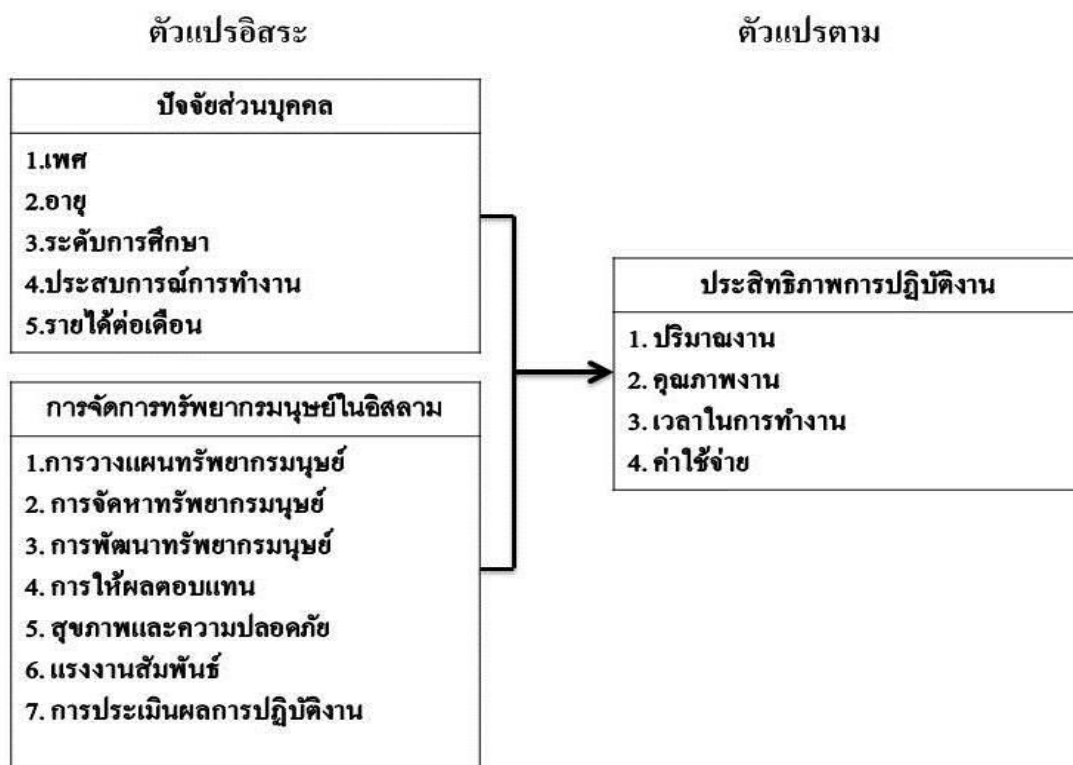 ตัวแปรอิสระ
ตัวแปรตาม
ปัจจัยส่วนบุคคล
1.เพศ
2.อายุ
3.ระดับการศึกษา
4.ประสบการณ์การทำงาน
5.รายได้ต่อเดือน
การจัดการทรัพยากรมนุษย์ในอิสลาม
1.การวางแผนทรัพยากรมนุษย์
2. การจัดหาทรัพยากรมนุษย์
3. การพัฒนาทรัพยากรมนุษย์
4. การให้ผลตอบแทน
5. สุขภาพและความปลอดภัย
6. แรงงานสัมพันธ์
7. การประเมินผลการปฏิบัติงาน
ประสิทธิภาพการปฏิบัติงาน
1. ปริมาณงาน
2. คุณภาพงาน
3. เวลาในการทำงาน
4. ค่าใช้จ่าย